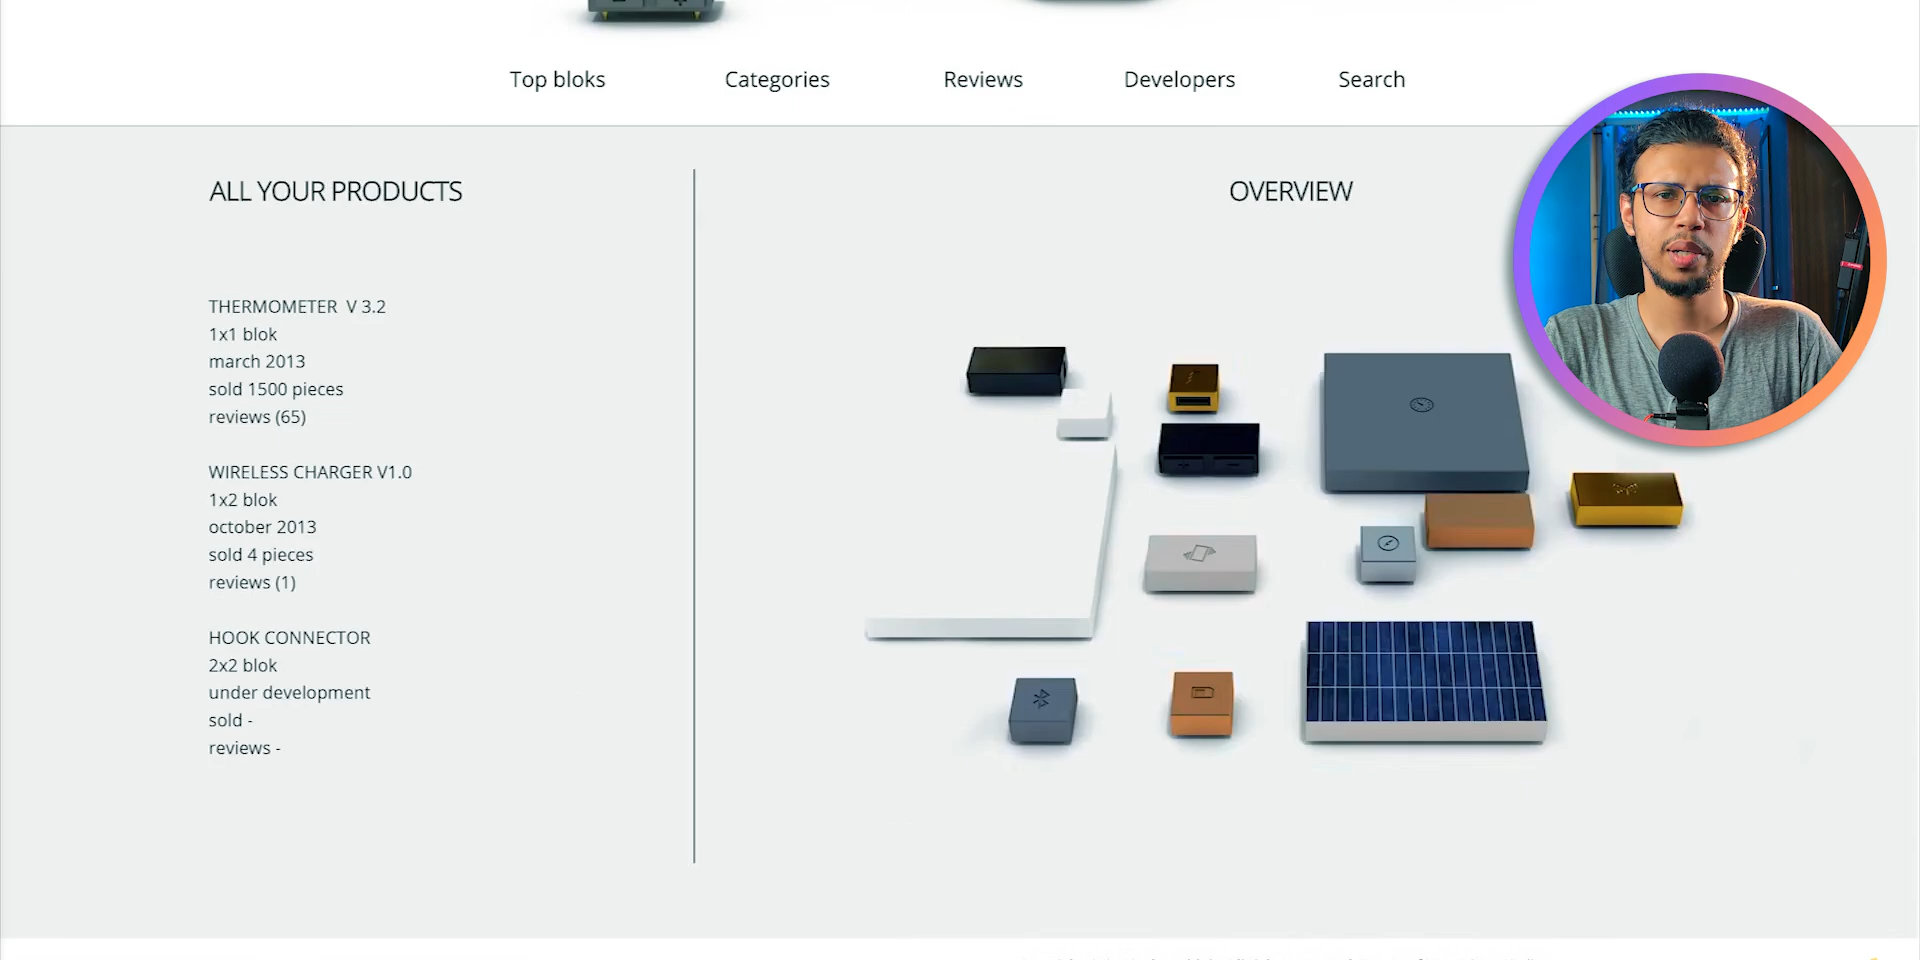 Top bloks
Categories
Reviews
Developers
Search
ALL YOUR PRODUCTS
THERMOMETER V 3.2
1x1 blok
march 2013
sold 1500 pieces
reviews (65)
WIRELESS CHARGER V1.0
1x2 blok
october 2013
sold 4 pieces
reviews (1)
HOOK CONNECTOR
2x2 blok
under development
sold -
reviews -
OVERVIEW